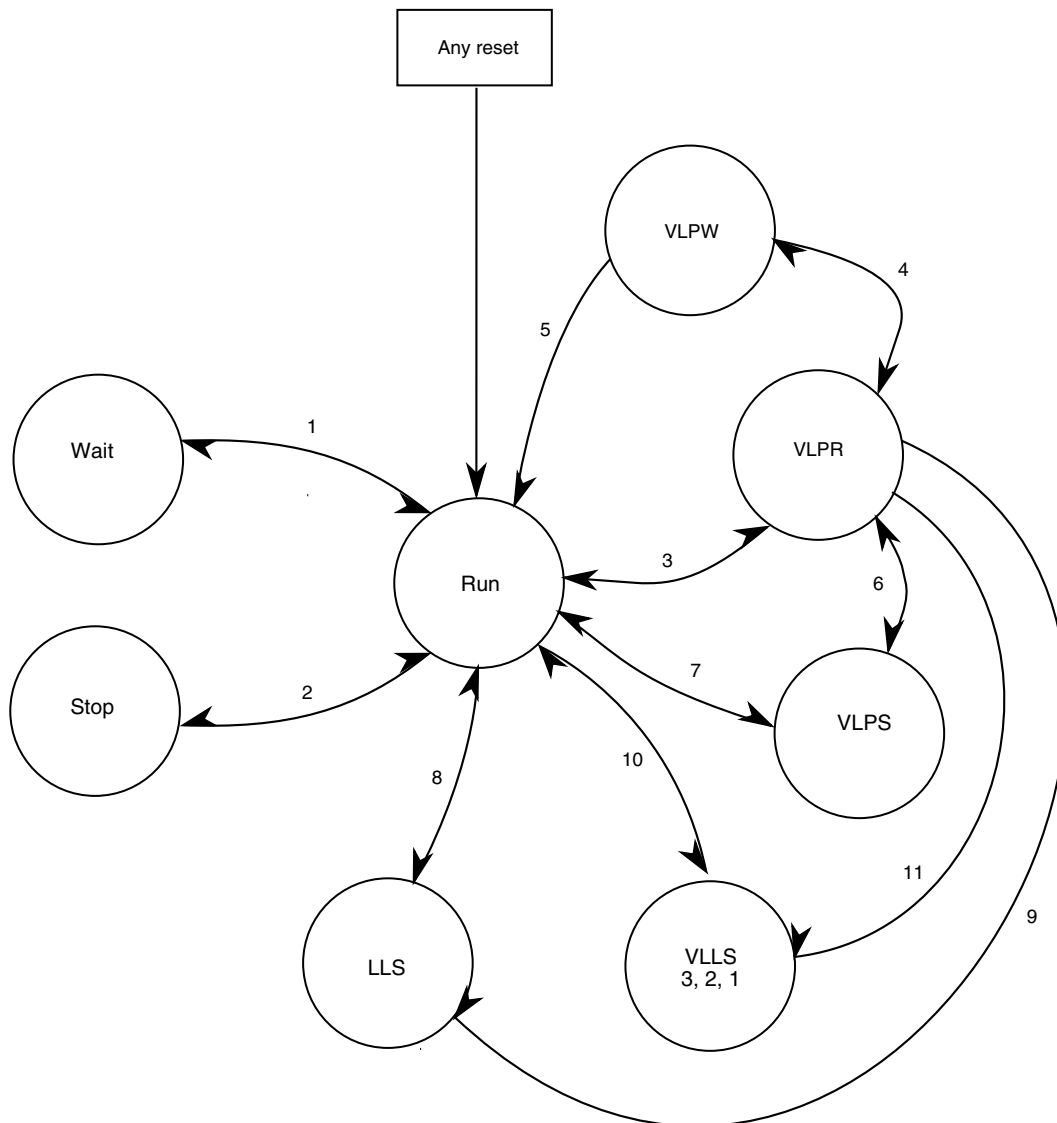 Any reset
VLPW
4
5
Wait
1
VLPR
3
Run
6
Stop
2
7
VLPS
8
10
11
9
LLS
VLLS
3, 2, 1